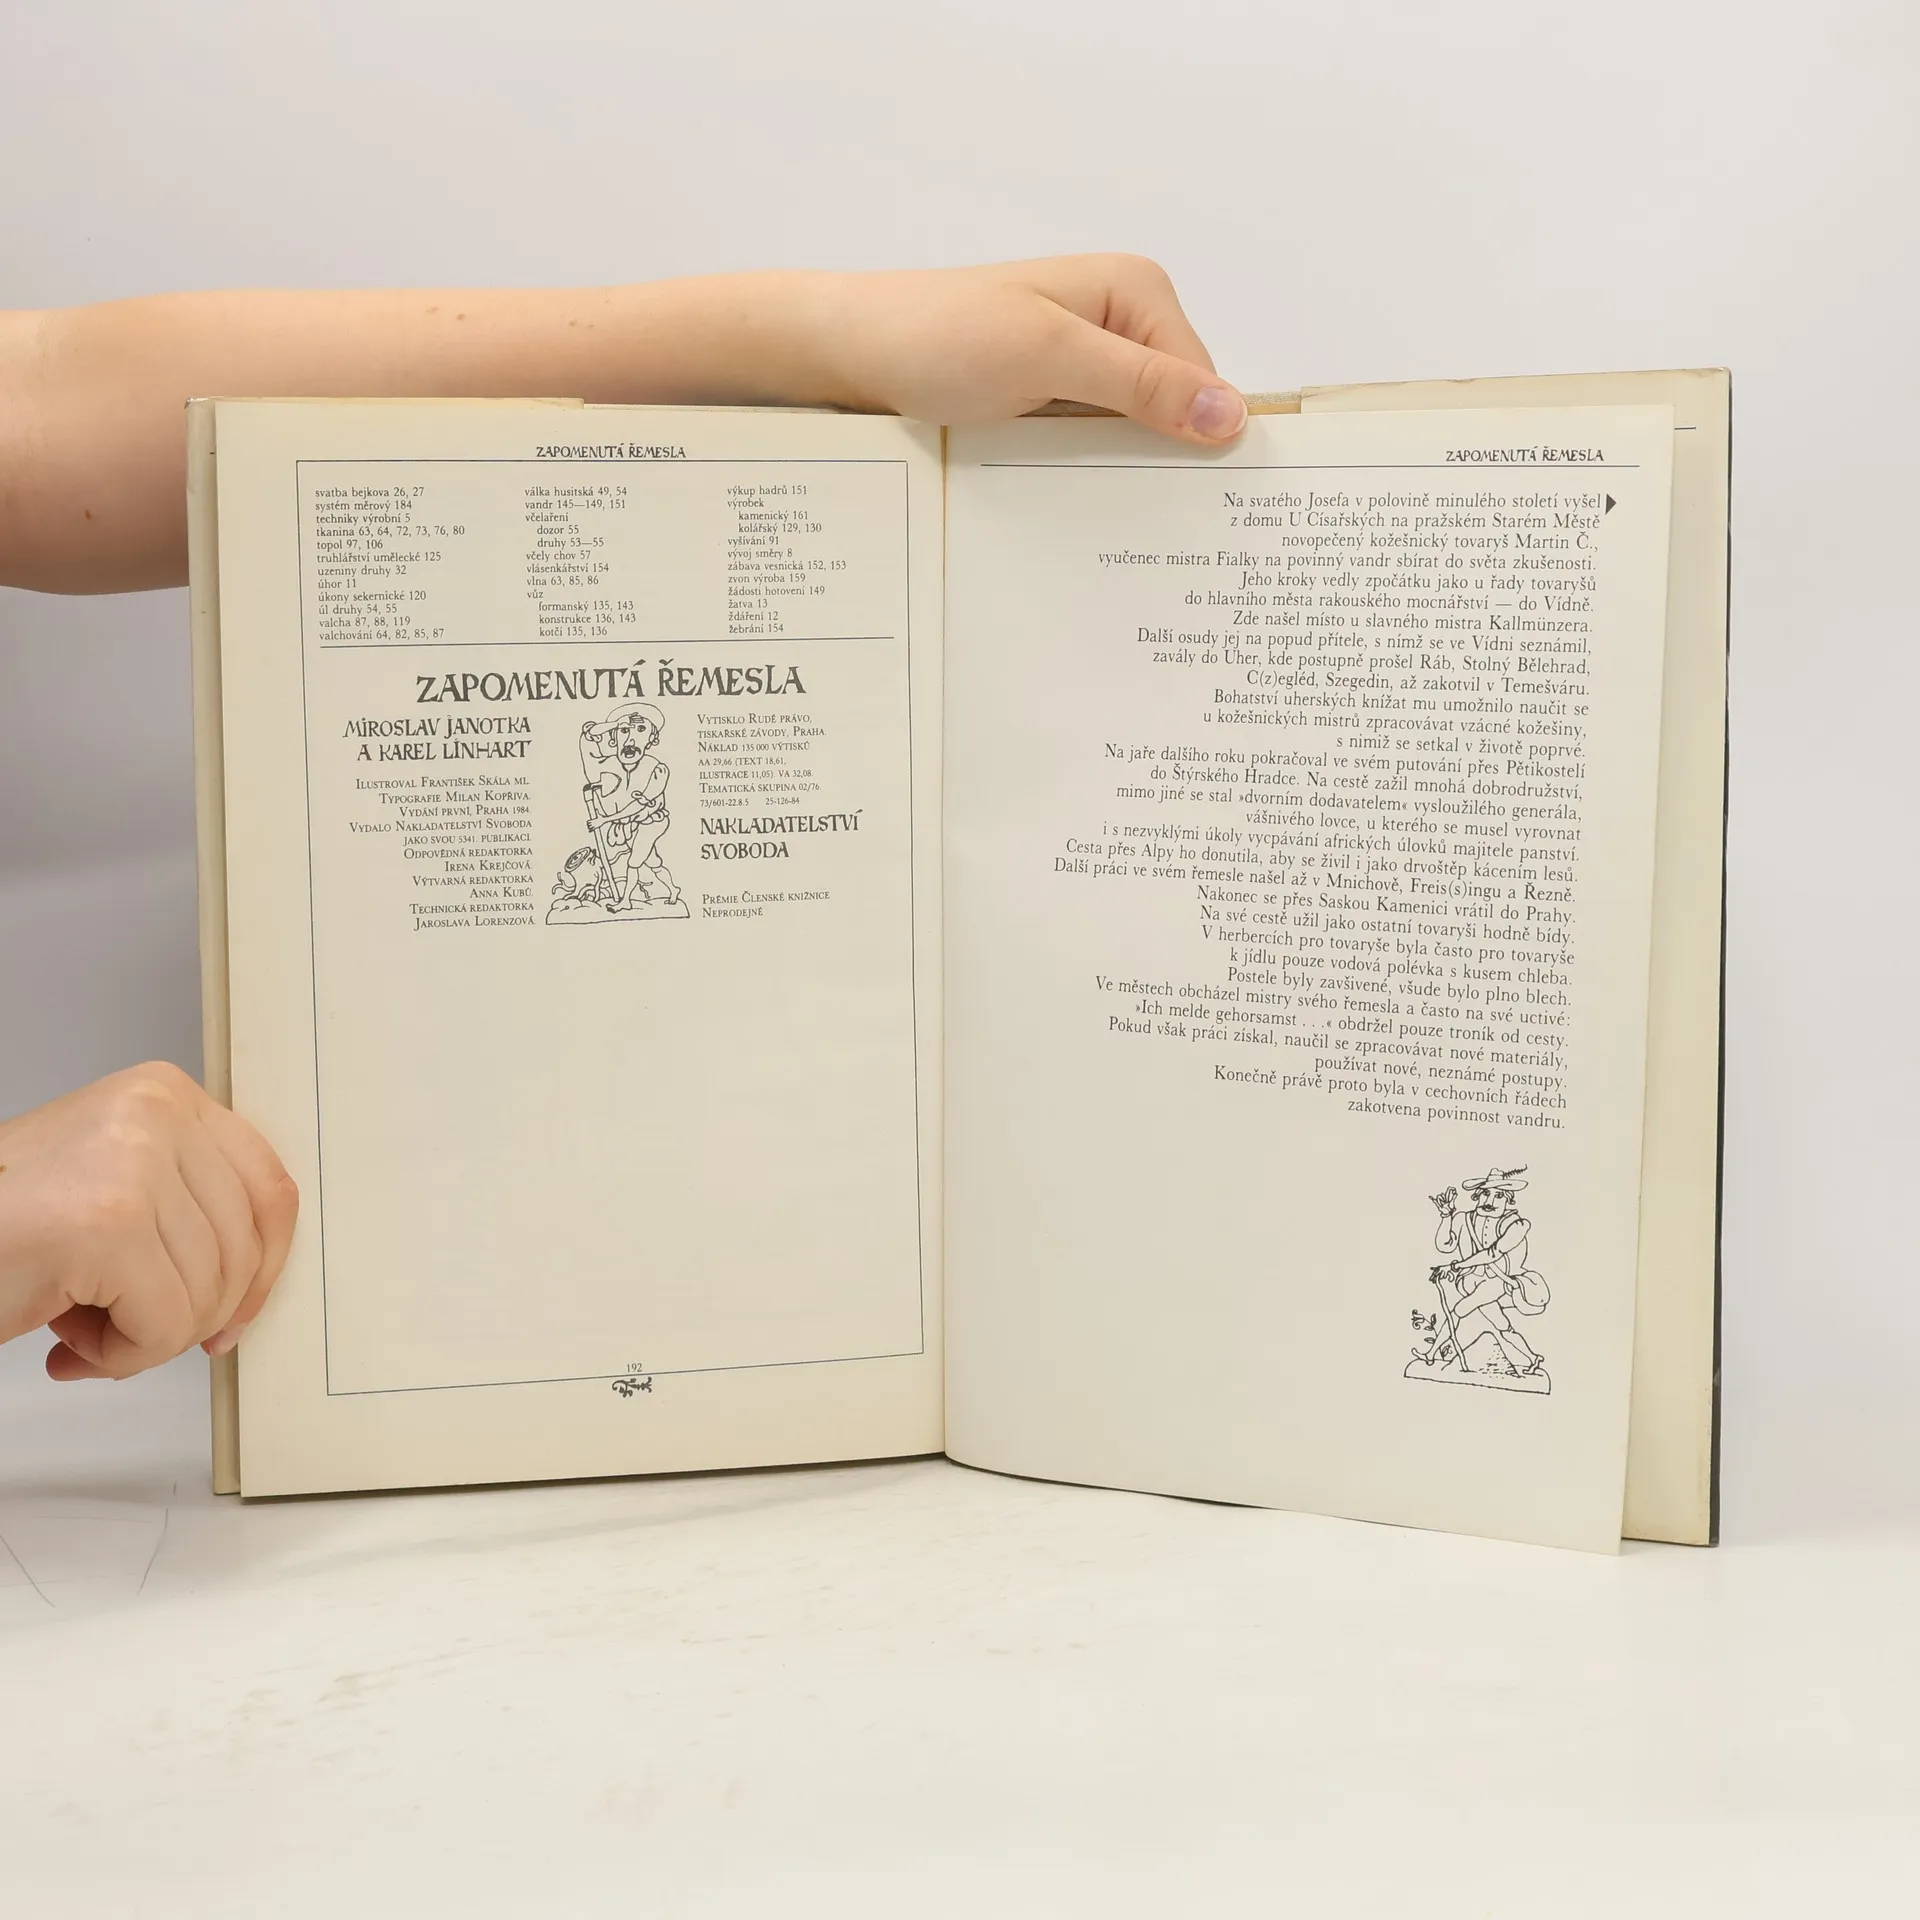 ZAPOMENUTÁ ŘEMESLA
svatba bejkova 26, 27
systém měrový 184
techniky výrobní 5
tkanina 63, 64, 72, 73, 76, 80
topol 97, 106
truhlářství umělecké 125
uzeniny druhy 32
úhor 11
úkony sekernické 120
úl druhy 54, 55
valcha 87, 88, 119
valchování 64, 82, 85, 87
válka husitská 49, 54
vandr 145—149, 151
včelaření
dozor 55
druhy 53—55
včely chov 57
vlásenkářství 154
vlna 63, 85, 86
vůz
formanský 135, 143
konstrukce 136, 143
kotčí 135, 136
výkup hadrů 151
výrobek
kamenický 161
kolářský 129, 130
vyšívání 91
vývoj směry 8
zábava vesnická 152, 153
zvon výroba 159
žádosti hotovení 149
žatva 13
ždáření 12
žebrání 154
ZAPOMENUTÁ ŘEMESLA
MIROSLAV JANOTKA
A KAREL LINHART
ILUSTROVAL FRANTIŠEK SKÁLA ML.
TYPOGRAFIE MILAN KOPŘIVA.
VYDÁNÍ PRVNÍ, PRAHA 1984.
VYDALO NAKLADATELSTVÍ SVOBODA
JAKO SVOU 5341. PUBLIKACI.
ODPOVĚDNÁ REDAKTORKA
IRENA KREJČOVÁ.
VÝTVARNÁ REDAKTORKA
ANNA KUBŮ.
TECHNICKÁ REDAKTORKA
JAROSLAVA LORENZOVÁ.
VYTISKLO RUDÉ PRÁVO,
TISKAŘSKÉ ZÁVODY, PRAHA.
NÁKLAD 135 000 VÝTISKŮ
AA 29,66 (TEXT 18,61,
ILUSTRACE 11,05). VA 32,08.
TEMATICKÁ SKUPINA 02/76.
73/601-22.8.5 25-126-84
NAKLADATELSTVÍ
SVOBODA
PRÉMIE ČLENSKÉ KNIŽNICE
NEPRODEJNÉ
192
ZAPOMENUTÁ ŘEMESLA
Na svatého Josefa v polovině minulého století vyšel
z domu U Císařských na pražském Starém Městě
novopečený kožešnický tovaryš Martin Č.,
vyučenec mistra Fialky na povinný vandr sbírat do světa zkušenosti.
Jeho kroky vedly zpočátku jako u řady tovaryšů
do hlavního města rakouského mocnářství — do Vídně.
Zde našel místo u slavného mistra Kallmünzera.
Další osudy jej na popud přítele, s nímž se ve Vídni seznámil,
zavály do Uher, kde postupně prošel Ráb, Stolný Bělehrad,
C(z)egléd, Szegedin, až zakotvil v Temešváru.
Bohatství uherských knížat mu umožnilo naučit se
u kožešnických mistrů zpracovávat vzácné kožešiny,
s nimiž se setkal v životě poprvé.
Na jaře dalšího roku pokračoval ve svém putování přes Pětikostelí
do Štýrského Hradce. Na cestě zažil mnohá dobrodružství,
mimo jiné se stal »dvorním dodavatelem« vysloužilého generála,
vášnivého lovce, u kterého se musel vyrovnat
i s nezvyklými úkoly vycpávání afrických úlovků majitele panství.
Cesta přes Alpy ho donutila, aby se živil i jako drvoštěp kácením lesů.
Další práci ve svém řemesle našel až v Mnichově, Freis(s)ingu a Řezně.
Nakonec se přes Saskou Kamenici vrátil do Prahy.
Na své cestě užil jako ostatní tovaryši hodně bídy.
V herbercích pro tovaryše byla často pro tovaryše
k jídlu pouze vodová polévka s kusem chleba.
Postele byly zavšivené, všude bylo plno blech.
Ve městech obcházel mistry svého řemesla a často na své uctivé:
»Ich melde gehorsamst . . .« obdržel pouze troník od cesty.
Pokud však práci získal, naučil se zpracovávat nové materiály,
používat nové, neznámé postupy.
Konečně právě proto byla v cechovních řádech
zakotvena povinnost vandru.